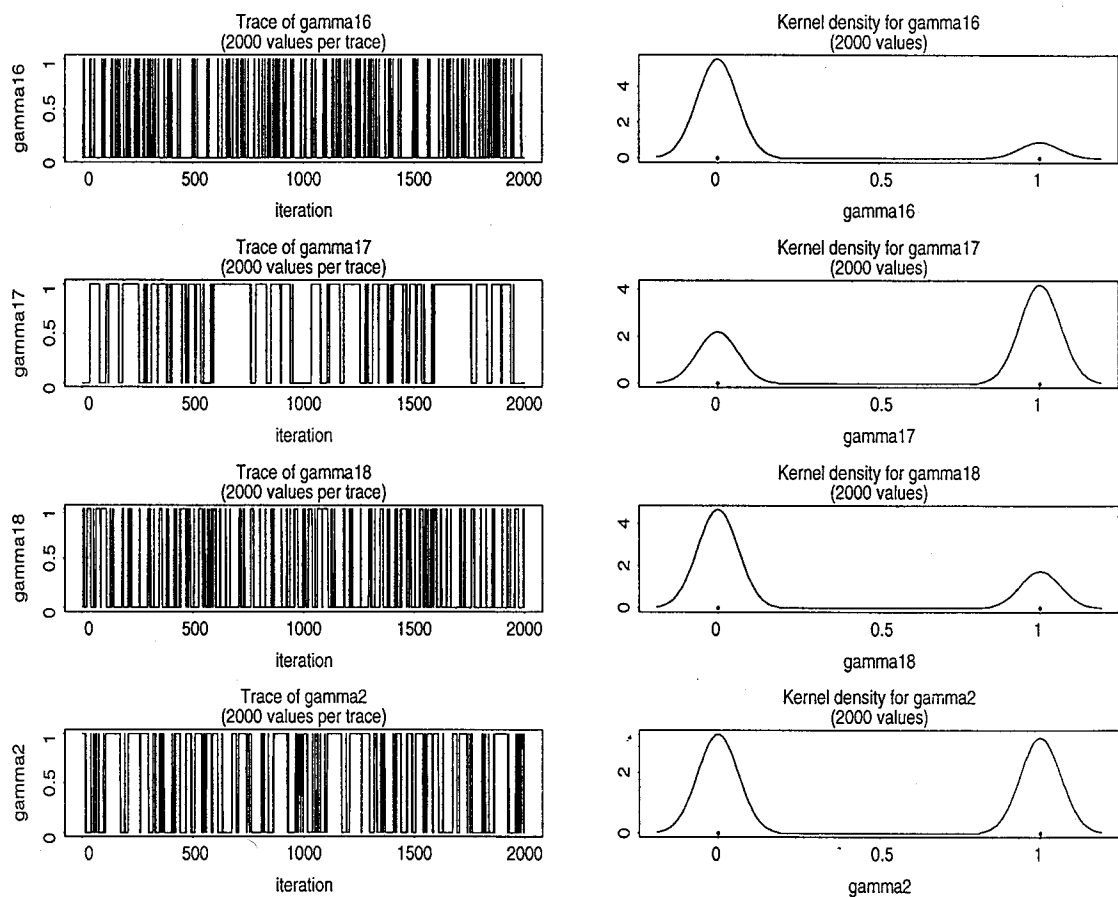 Trace of gamma16
(2000 values per trace)
gamma16
1
0.5
0
0 500 1000 1500 2000
iteration
Kernel density for gamma16
(2000 values)
4
2
0
0 0.5 1
gamma16
Trace of gamma17
(2000 values per trace)
gamma17
1
0.5
0
0 500 1000 1500 2000
iteration
Kernel density for gamma17
(2000 values)
4
2
0
0 0.5 1
gamma17
Trace of gamma18
(2000 values per trace)
gamma18
1
0.5
0
0 500 1000 1500 2000
iteration
Kernel density for gamma18
(2000 values)
4
2
0
0 0.5 1
gamma18
Trace of gamma2
(2000 values per trace)
gamma2
1
0.5
0
0 500 1000 1500 2000
iteration
Kernel density for gamma2
(2000 values)
2
0
0 0.5 1
gamma2